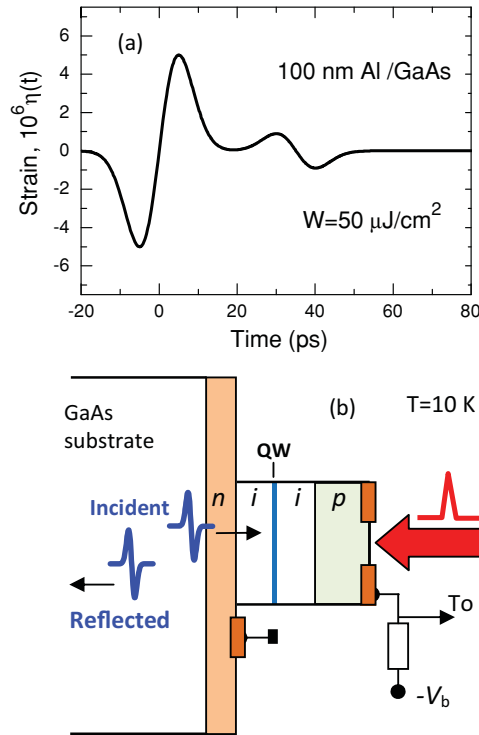 (a)
100 nm Al /GaAs
W=50 μJ/cm²
Strain, 10⁶η(t)
6
4
2
0
-2
-4
-6
-20
0
20
40
60
80
Time (ps)
(b)
T=10 K
GaAs
substrate
QW
n i i p
Incident
Reflected
To
-Vb